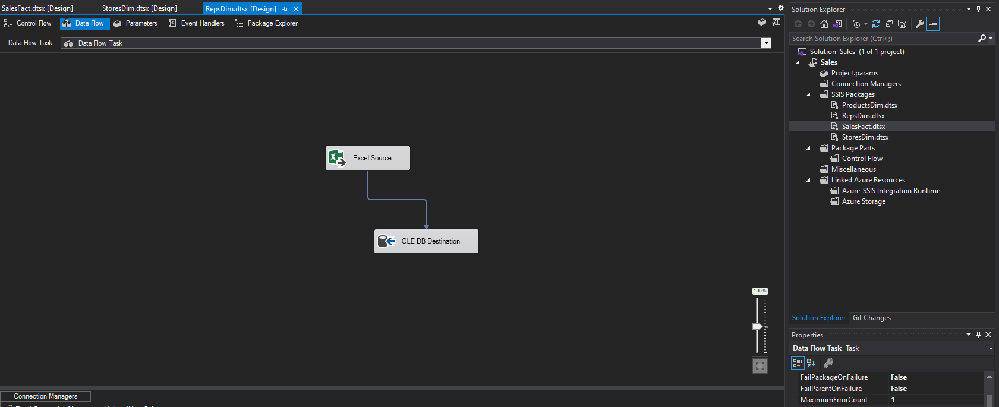 SalesFact.dtsx [Design]
StoresDim.dtsx [Design]
RepsDim.dtsx [Design]
Control Flow
Data Flow
Parameters
Event Handlers
Package Explorer
Data Flow Task:
Data Flow Task
Excel Source
OLE DB Destination
100%
Connection Managers
Solution Explorer
Search Solution Explorer (Ctrl+;)
Solution 'Sales' (1 of 1 project)
Sales
Project.params
Connection Managers
SSIS Packages
ProductsDim.dtsx
RepsDim.dtsx
SalesFact.dtsx
StoresDim.dtsx
Package Parts
Control Flow
Miscellaneous
Linked Azure Resources
Azure-SSIS Integration Runtime
Azure Storage
Solution Explorer
Git Changes
Properties
Data Flow Task Task
FailPackageOnFailure False
FailParentOnFailure False
MaximumErrorCount 1